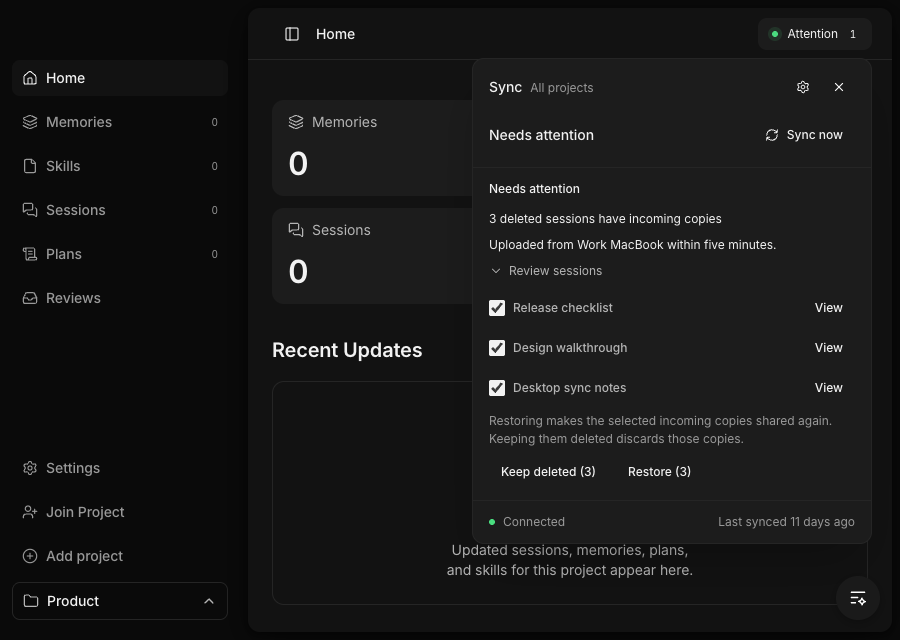 Home
Memories 0
Skills 0
Sessions 0
Plans 0
Reviews
Settings
Join Project
Add project
Product
Home
Attention 1
Memories
0
Sessions
0
Recent Updates
Updated sessions, memories, plans,
and skills for this project appear here.
Sync All projects
Needs attention Sync now
Needs attention
3 deleted sessions have incoming copies
Uploaded from Work MacBook within five minutes.
Review sessions
Release checklist View
Design walkthrough View
Desktop sync notes View
Restoring makes the selected incoming copies shared again.
Keeping them deleted discards those copies.
Keep deleted (3) Restore (3)
Connected Last synced 11 days ago